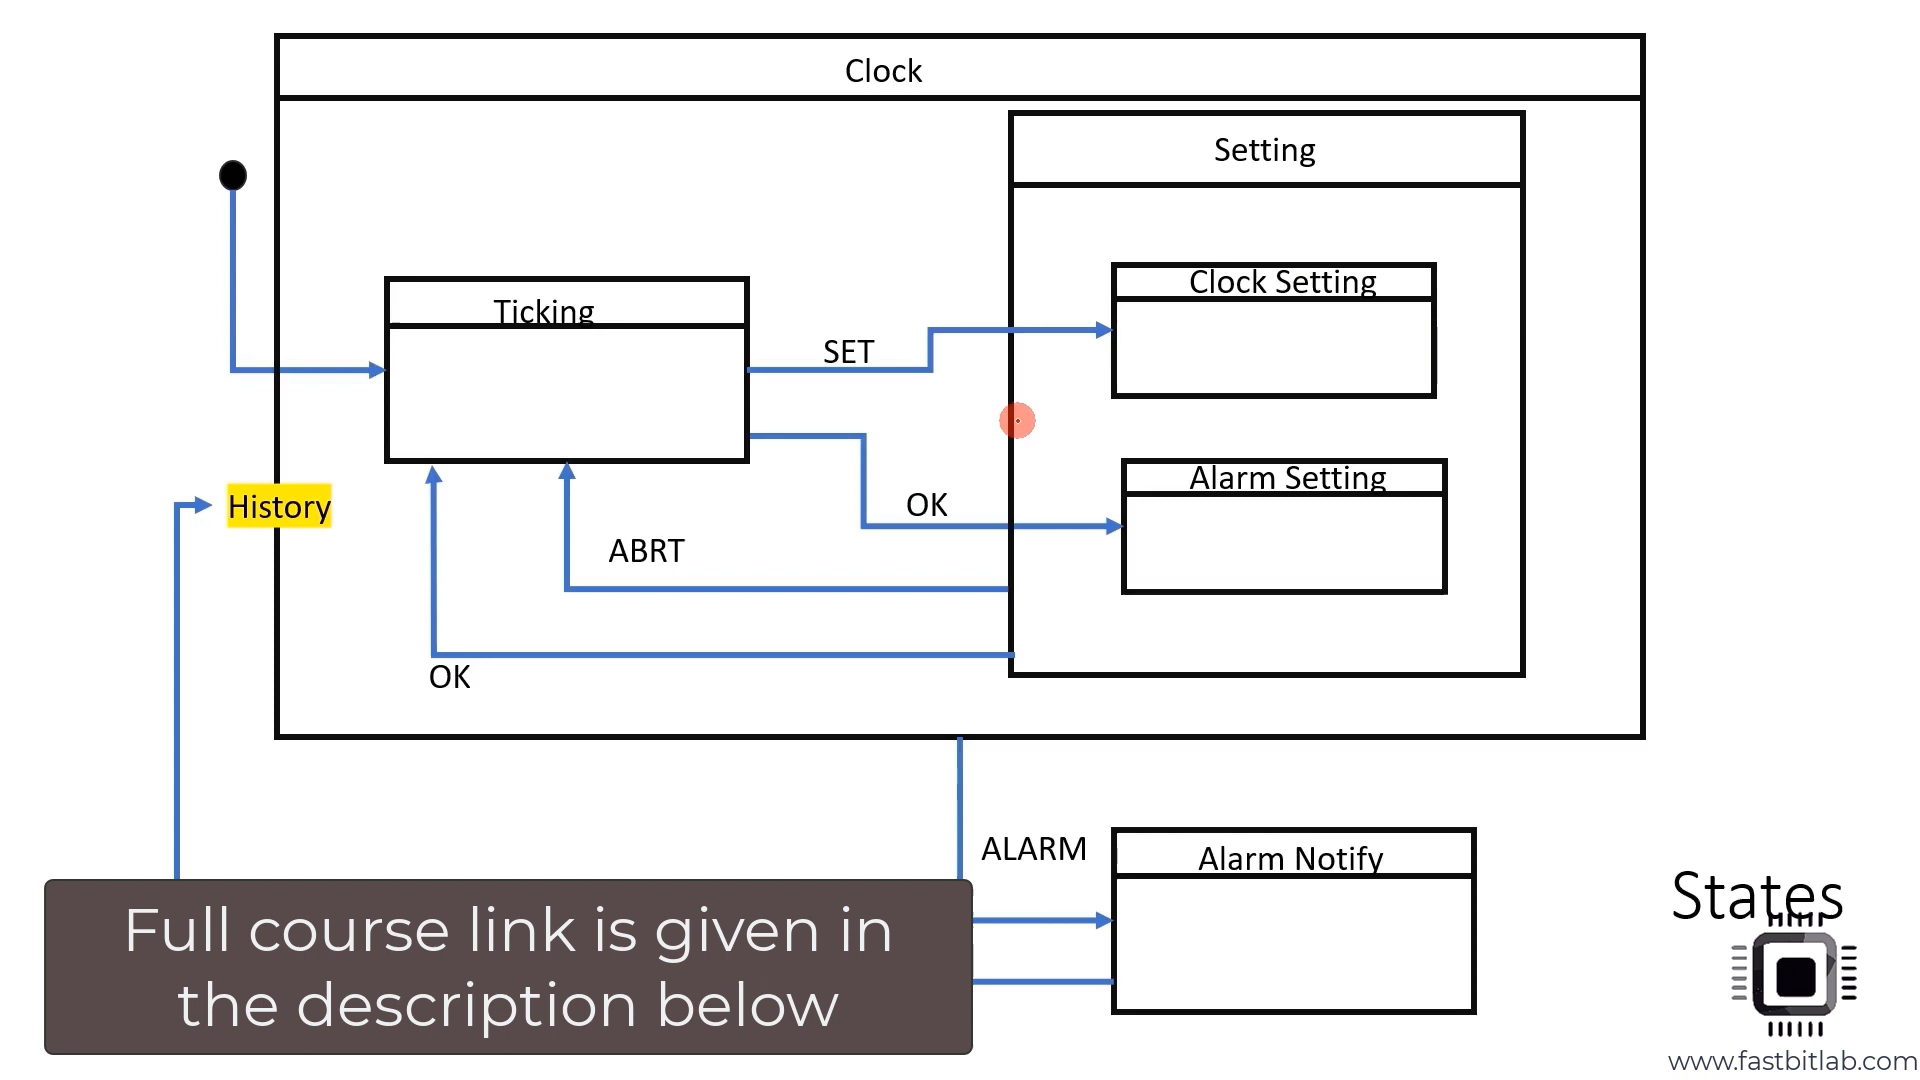 Clock
Setting
Clock Setting
Ticking
SET
Alarm Setting
History
OK
ABRT
OK
ALARM
Alarm Notify
States
Full course link is given in
the description below
www.fastbitlab.com